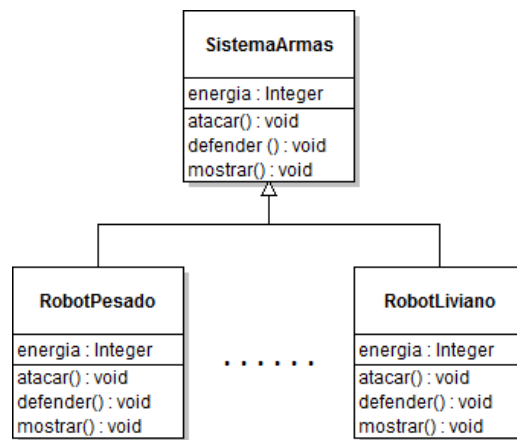 SistemaArmas
energia : Integer
atacar() : void
defender () : void
mostrar() : void
RobotPesado
energia : Integer
atacar() : void
defender() : void
mostrar() : void
. . . . . .
RobotLiviano
energia : Integer
atacar() : void
defender() : void
mostrar() : void